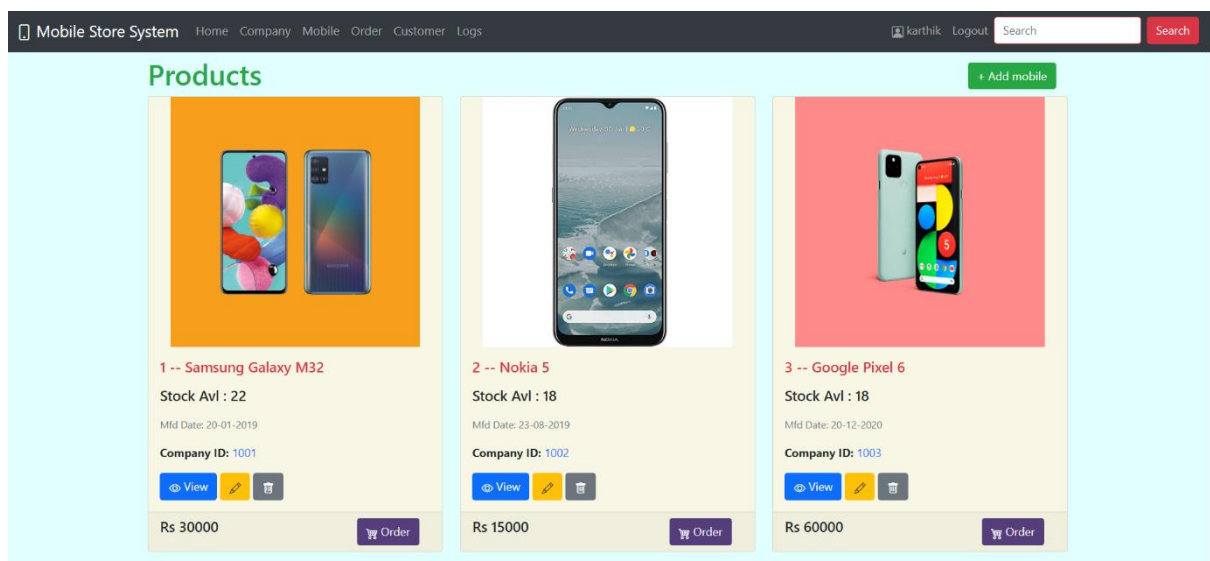 Mobile Store System Home Company Mobile Order Customer Logs karthik Logout Search Search
Products + Add mobile
1 -- Samsung Galaxy M32
Stock Avl : 22
Mfd Date: 20-01-2019
Company ID: 1001
View
Rs 30000 Order
NOKIA
2 -- Nokia 5
Stock Avl : 18
Mfd Date: 23-08-2019
Company ID: 1002
View
Rs 15000 Order
5
3 -- Google Pixel 6
Stock Avl : 18
Mfd Date: 20-12-2020
Company ID: 1003
View
Rs 60000 Order